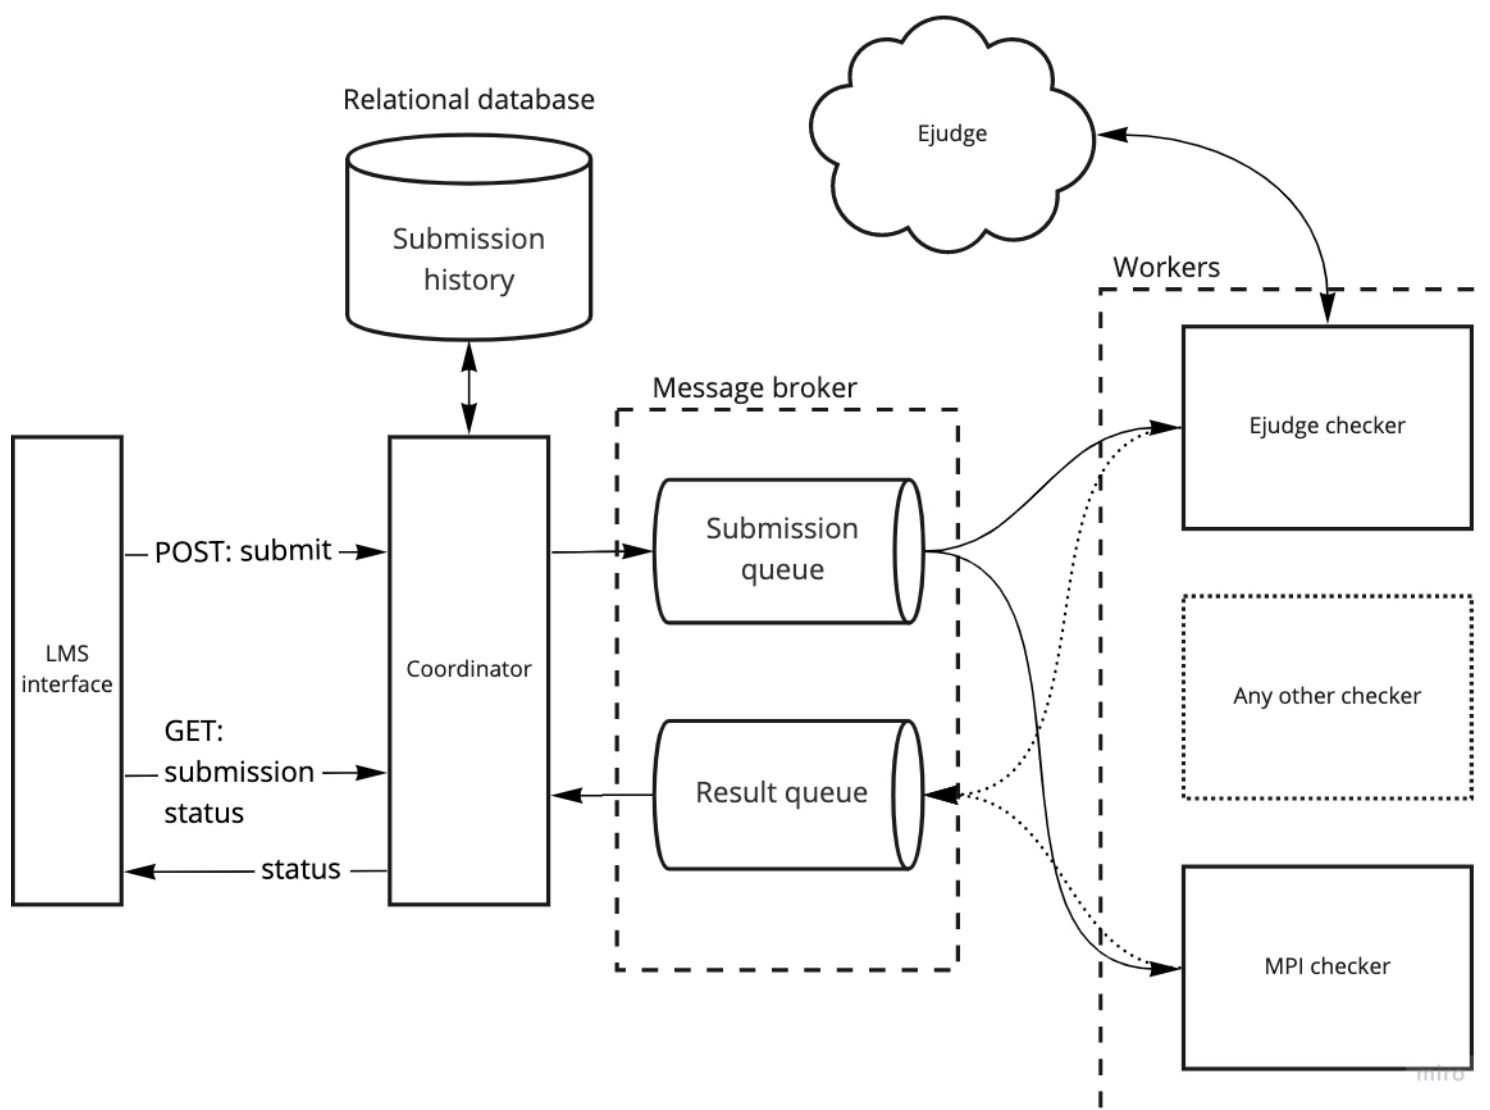 Relational database
Submission
history
Ejudge
Workers
Message broker
Ejudge checker
POST: submit
Submission
queue
LMS
interface
Coordinator
Any other checker
GET:
submission
status
Result queue
status
MPI checker
miro